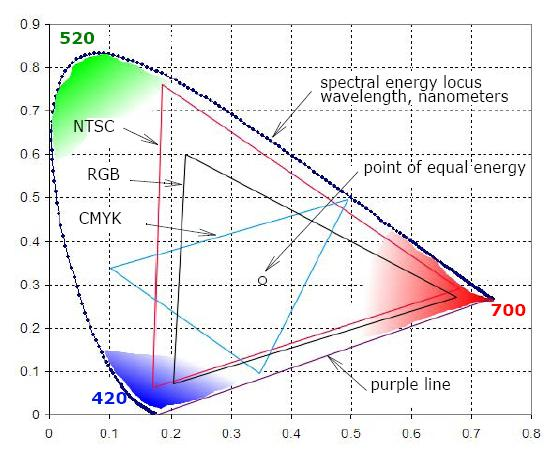 0.9
520
0.8
spectral energy locus
wavelength, nanometers
0.7
NTSC
0.6
RGB
point of equal energy
0.5
CMYK
0.4
0.3
700
0.2
0.1
purple line
420
0
0 0.1 0.2 0.3 0.4 0.5 0.6 0.7 0.8